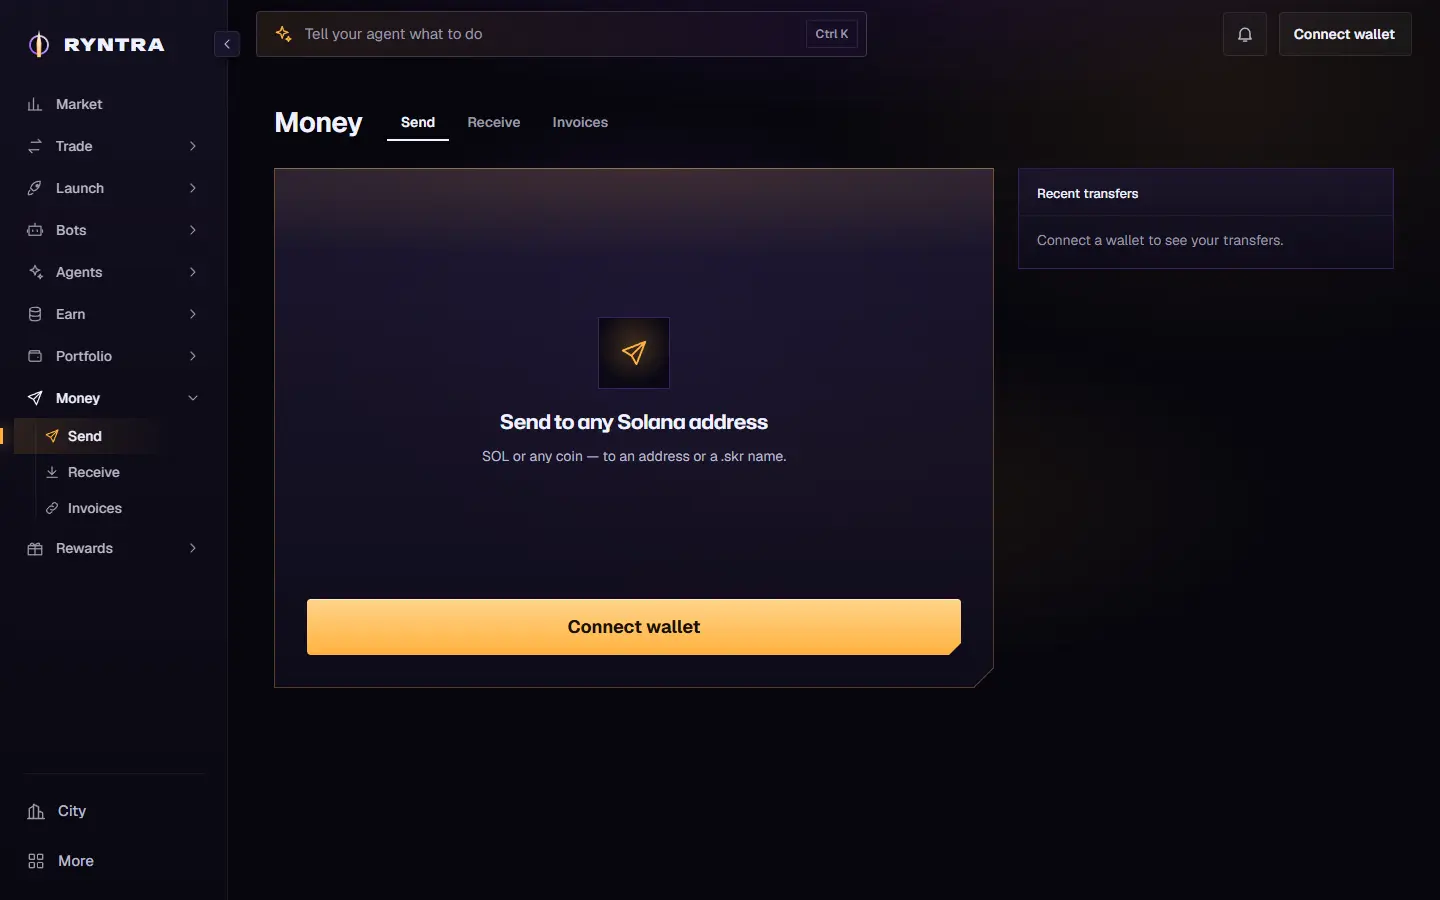 RYNTRA
Tell your agent what to do
Ctrl K
Connect wallet
Market
Trade
Launch
Bots
Agents
Earn
Portfolio
Money
Send
Receive
Invoices
Rewards
City
More
Money
Send
Receive
Invoices
Send to any Solana address
SOL or any coin — to an address or a .skr name.
Connect wallet
Recent transfers
Connect a wallet to see your transfers.